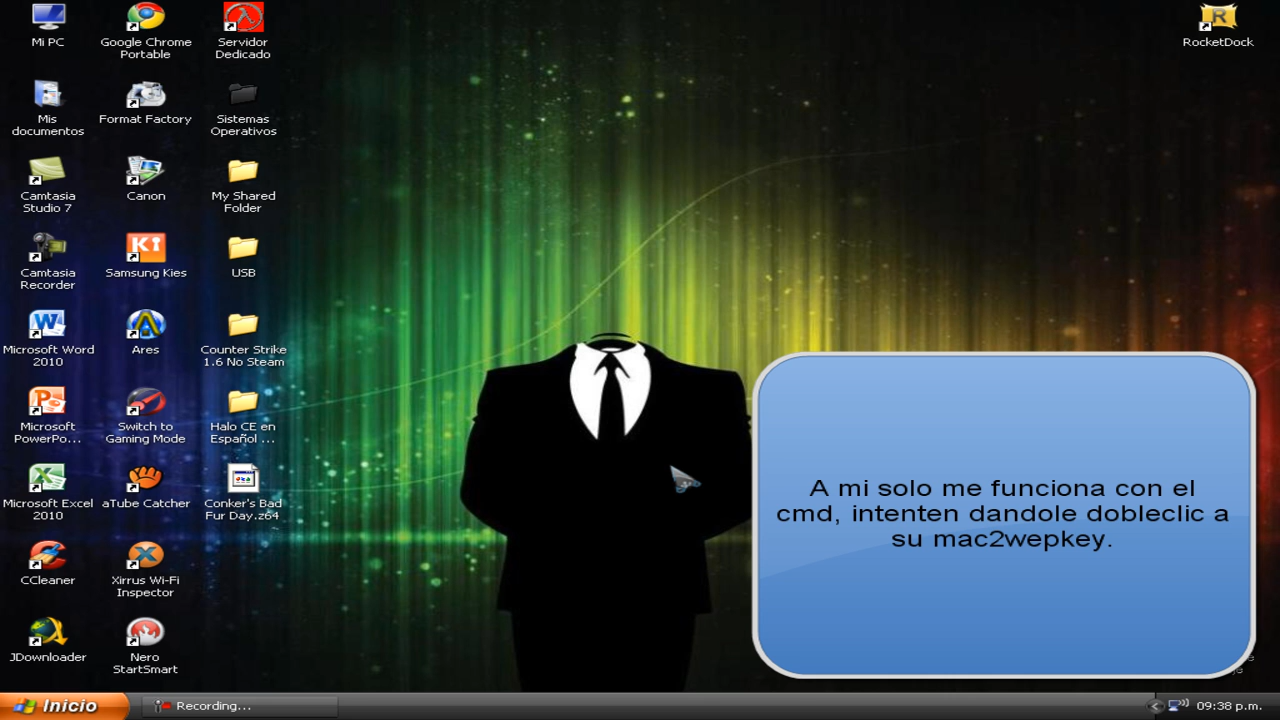 Mi PC
Google Chrome
Portable
Servidor
Dedicado
RocketDock
Mis
documentos
Format Factory
Sistemas
Operativos
Camtasia
Studio 7
Canon
My Shared
Folder
Camtasia
Recorder
Samsung Kies
USB
Microsoft Word
2010
Ares
Counter Strike
1.6 No Steam
Microsoft
PowerPo...
Switch to
Gaming Mode
Halo CE en
Español ...
Microsoft Excel
2010
aTube Catcher
Conker's Bad
Fur Day.z64
CCleaner
Xirrus Wi-Fi
Inspector
JDownloader
Nero
StartSmart
A mi solo me funciona con el
cmd, intenten dandole dobleclic a
su mac2wepkey.
Inicio
Recording...
09:38 p.m.